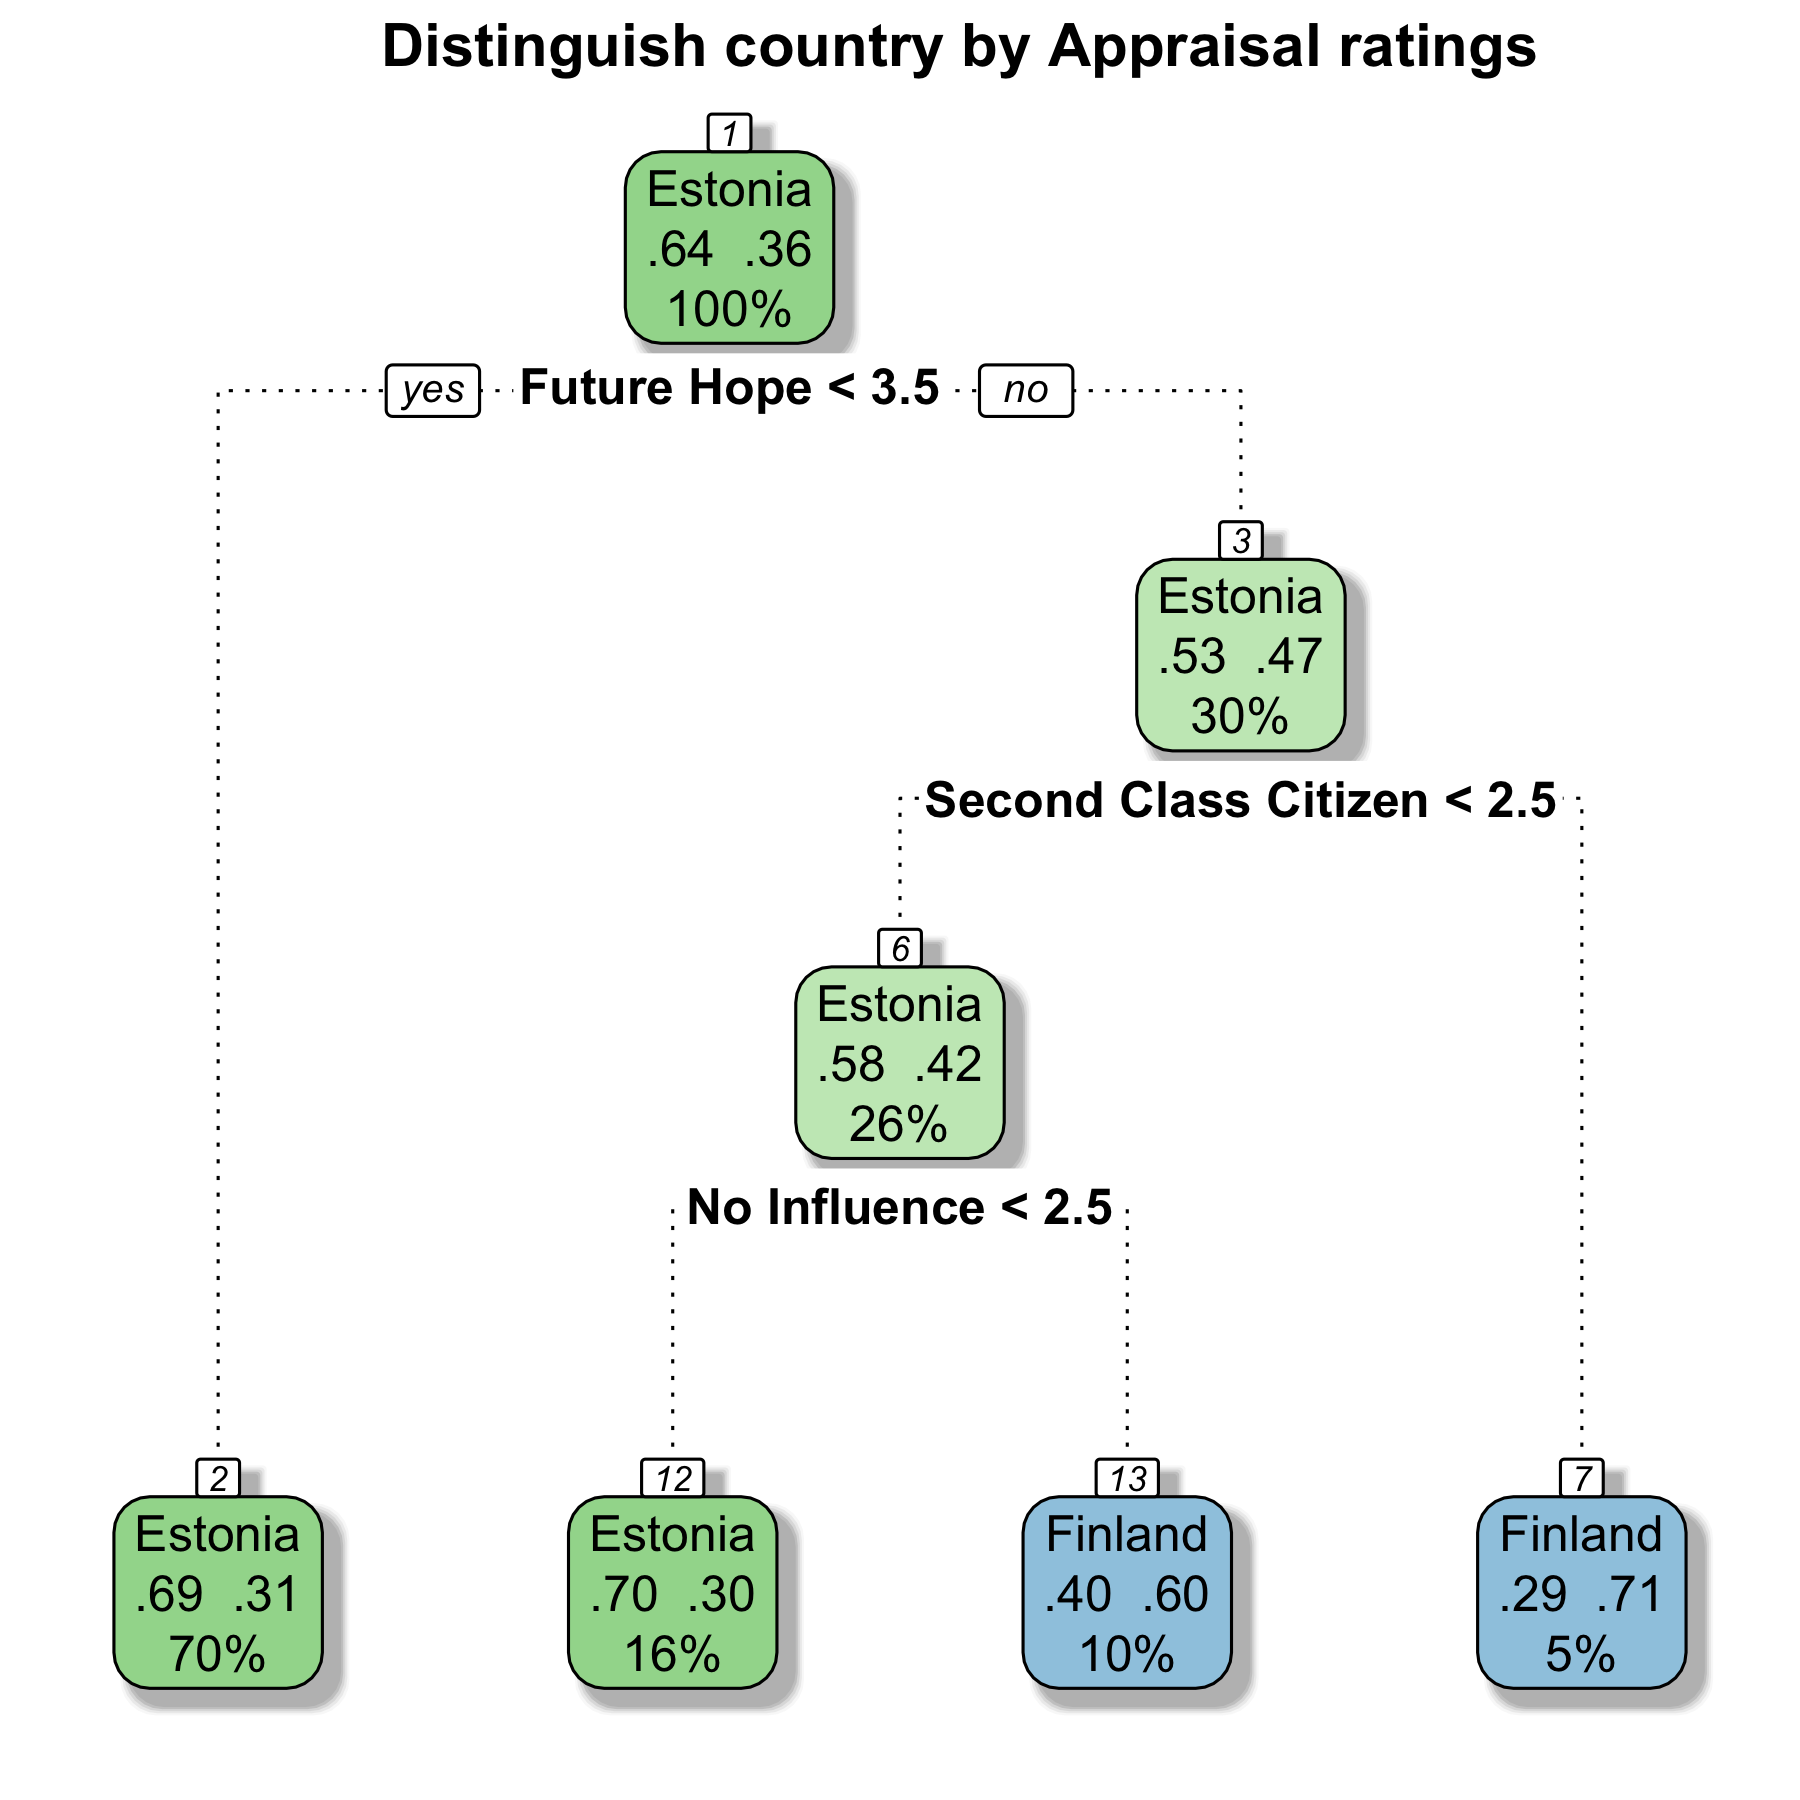 Distinguish country by Appraisal ratings
1
Estonia
.64 .36
100%
yes Future Hope < 3.5 no
3
Estonia
.53 .47
30%
Second Class Citizen < 2.5
6
Estonia
.58 .42
26%
No Influence < 2.5
2
Estonia
.69 .31
70%
12
Estonia
.70 .30
16%
13
Finland
.40 .60
10%
7
Finland
.29 .71
5%